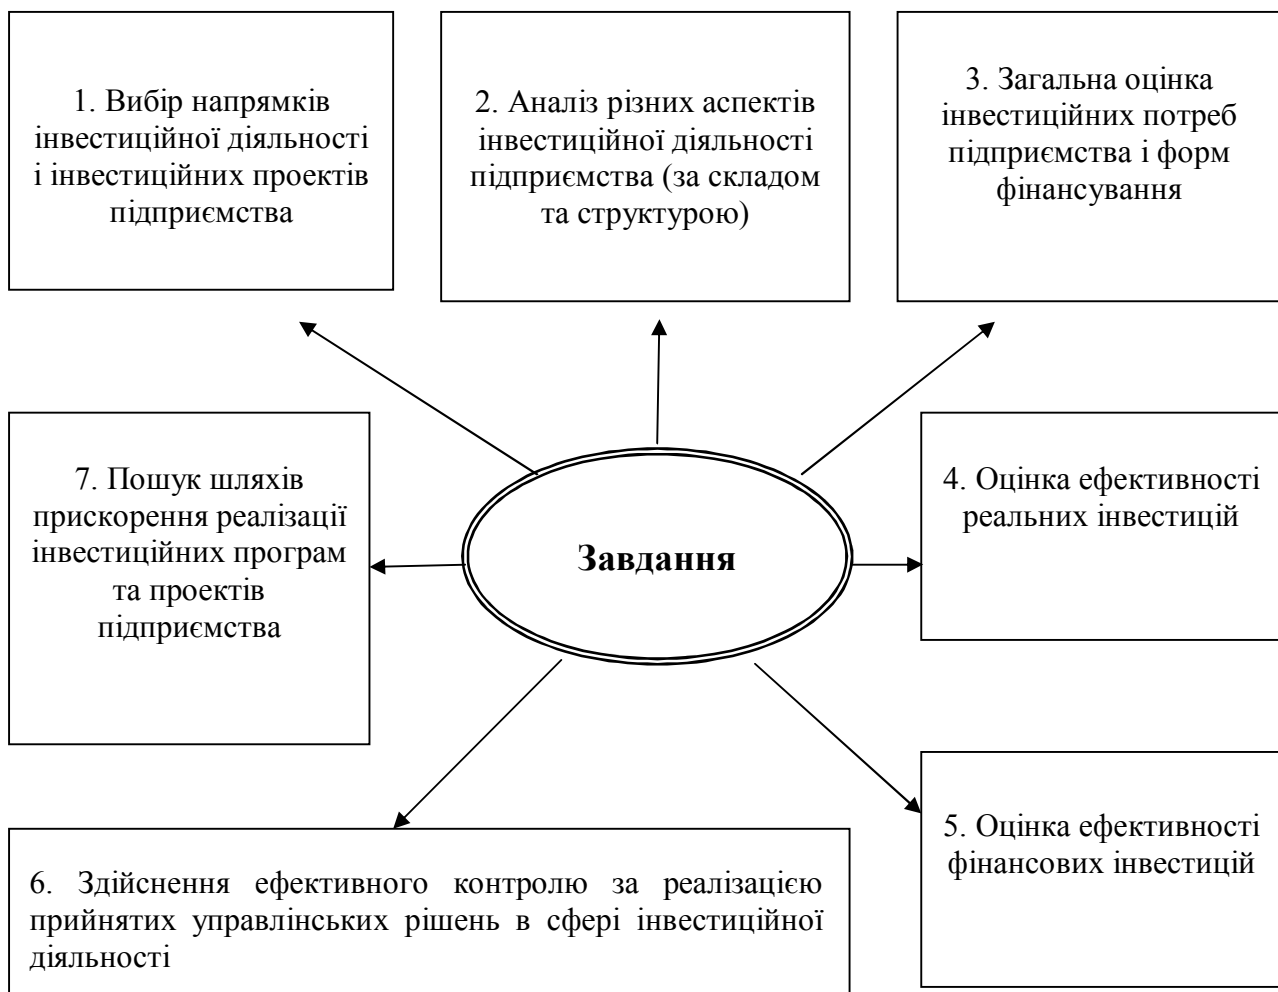 1. Вибір напрямків
інвестиційної діяльності
і інвестиційних проектів
підприємства
2. Аналіз різних аспектів
інвестиційної діяльності
підприємства (за складом
та структурою)
3. Загальна оцінка
інвестиційних потреб
підприємства і форм
фінансування
7. Пошук шляхів
прискорення реалізації
інвестиційних програм
та проектів
підприємства
Завдання
4. Оцінка ефективності
реальних інвестицій
5. Оцінка ефективності
фінансових інвестицій
6. Здійснення ефективного контролю за реалізацією
прийнятих управлінських рішень в сфері інвестиційної
діяльності